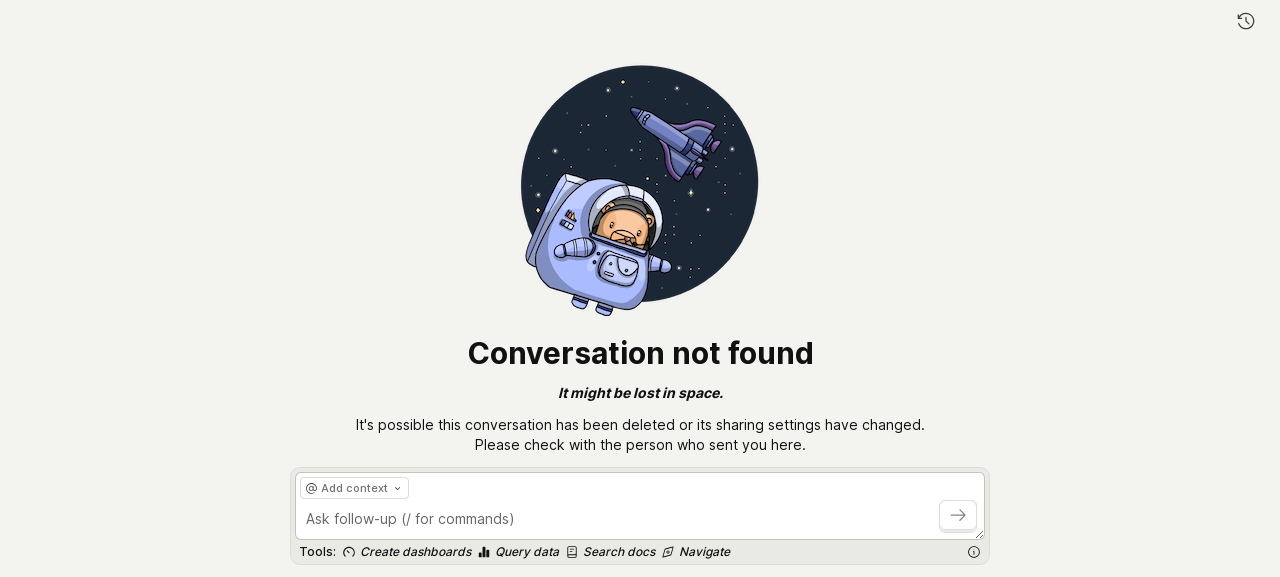 Conversation not found
It might be lost in space.
It's possible this conversation has been deleted or its sharing settings have changed.
Please check with the person who sent you here.
@ Add context
Ask follow-up (/ for commands)
Tools: Create dashboards Query data Search docs Navigate